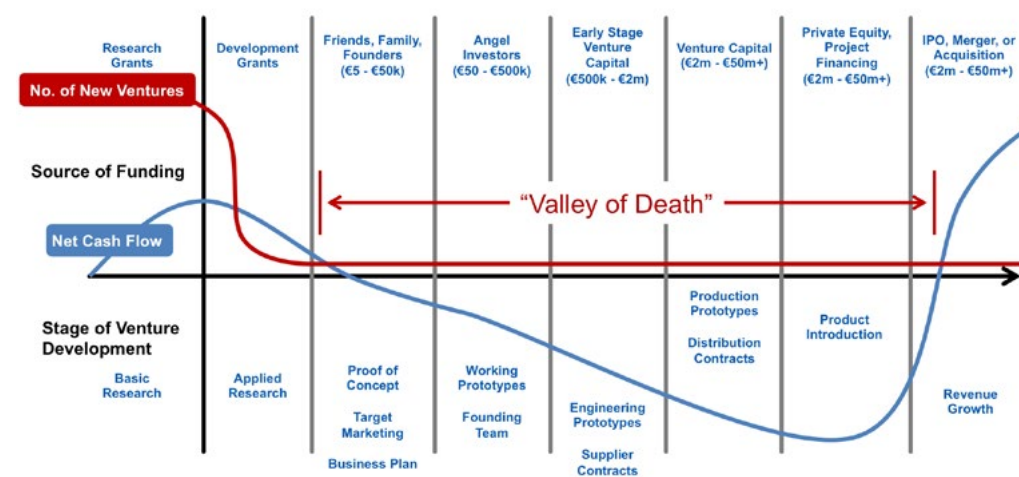 Research
Grants
Development
Grants
Friends, Family,
Founders
(€5 - €50k)
Angel
Investors
(€50 - €500k)
Early Stage
Venture
Capital
(€500k - €2m)
Venture Capital
(€2m - €50m+)
Private Equity,
Project
Financing
(€2m - €50m+)
IPO, Merger, or
Acquisition
(€2m - €50m+)
No. of New Ventures
Source of Funding
“Valley of Death”
Net Cash Flow
Stage of Venture
Development
Basic
Research
Applied
Research
Proof of
Concept
Target
Marketing
Business Plan
Working
Prototypes
Founding
Team
Engineering
Prototypes
Supplier
Contracts
Production
Prototypes
Distribution
Contracts
Product
Introduction
Revenue
Growth